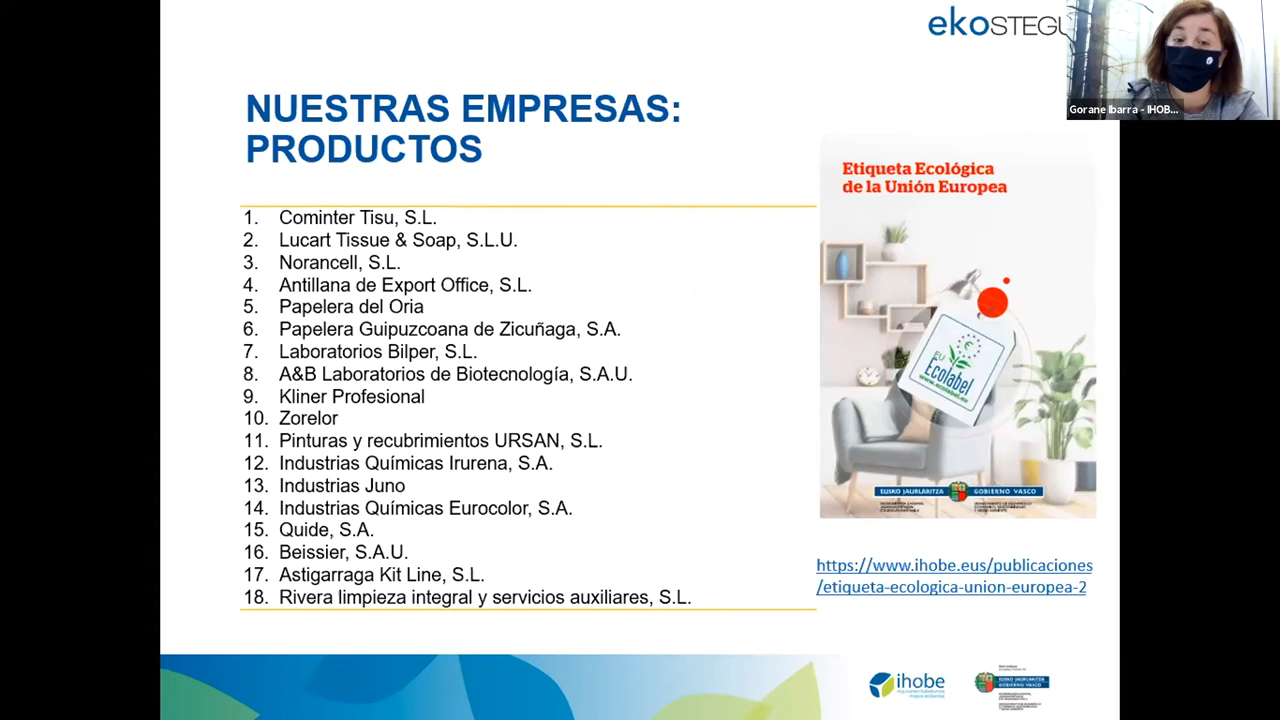 ekoSTEGU
Gorane Ibarra - IHOB...
NUESTRAS EMPRESAS:
PRODUCTOS
1. Cominter Tisu, S.L.
2. Lucart Tissue & Soap, S.L.U.
3. Norancell, S.L.
4. Antillana de Export Office, S.L.
5. Papelera del Oria
6. Papelera Guipuzcoana de Zicuñaga, S.A.
7. Laboratorios Bilper, S.L.
8. A&B Laboratorios de Biotecnología, S.A.U.
9. Kliner Profesional
10. Zorelor
11. Pinturas y recubrimientos URSAN, S.L.
12. Industrias Químicas Irurena, S.A.
13. Industrias Juno
14. Industrias Químicas Eurocolor, S.A.
15. Quide, S.A.
16. Beissier, S.A.U.
17. Astigarraga Kit Line, S.L.
18. Rivera limpieza integral y servicios auxiliares, S.L.
Etiqueta Ecológica
de la Unión Europea
EU
Ecolabel
www.ecolabel.eu
EUSKO JAURLARITZA GOBIERNO VASCO
https://www.ihobe.eus/publicaciones
/etiqueta-ecologica-union-europea-2
ihobe
EUSKO JAURLARITZA
GOBIERNO VASCO